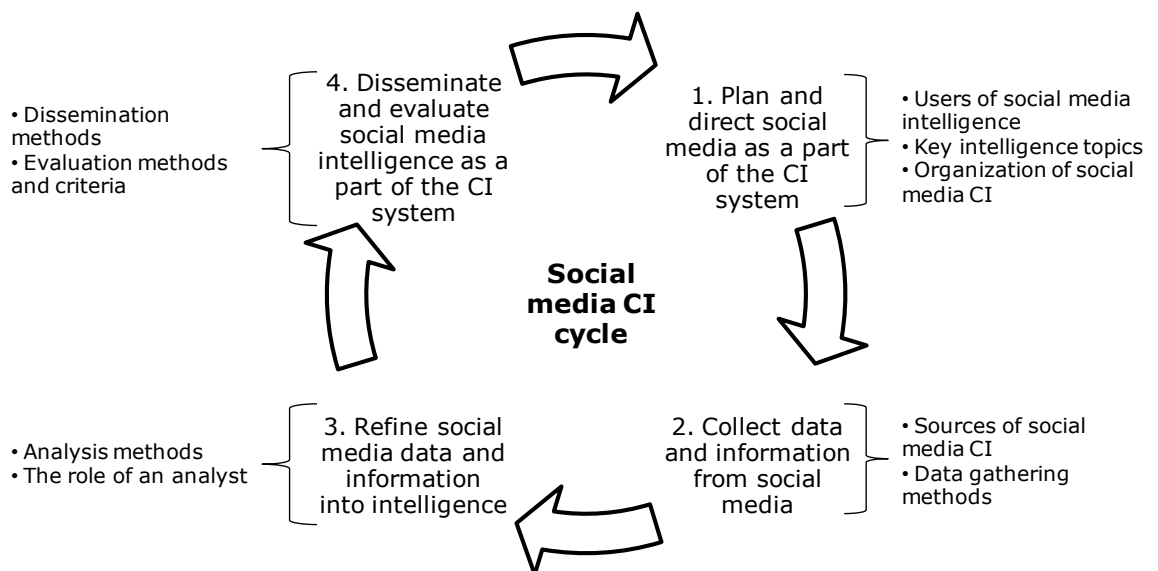 4. Disseminate
and evaluate
social media
intelligence as a
part of the CI
system
• Dissemination
methods
• Evaluation methods
and criteria
1. Plan and
direct social
media as a part
of the CI
system
• Users of social media
intelligence
• Key intelligence topics
• Organization of social
media CI
Social
media CI
cycle
3. Refine social
media data and
information
into intelligence
• Analysis methods
• The role of an analyst
2. Collect data
and information
from social
media
• Sources of social
media CI
• Data gathering
methods